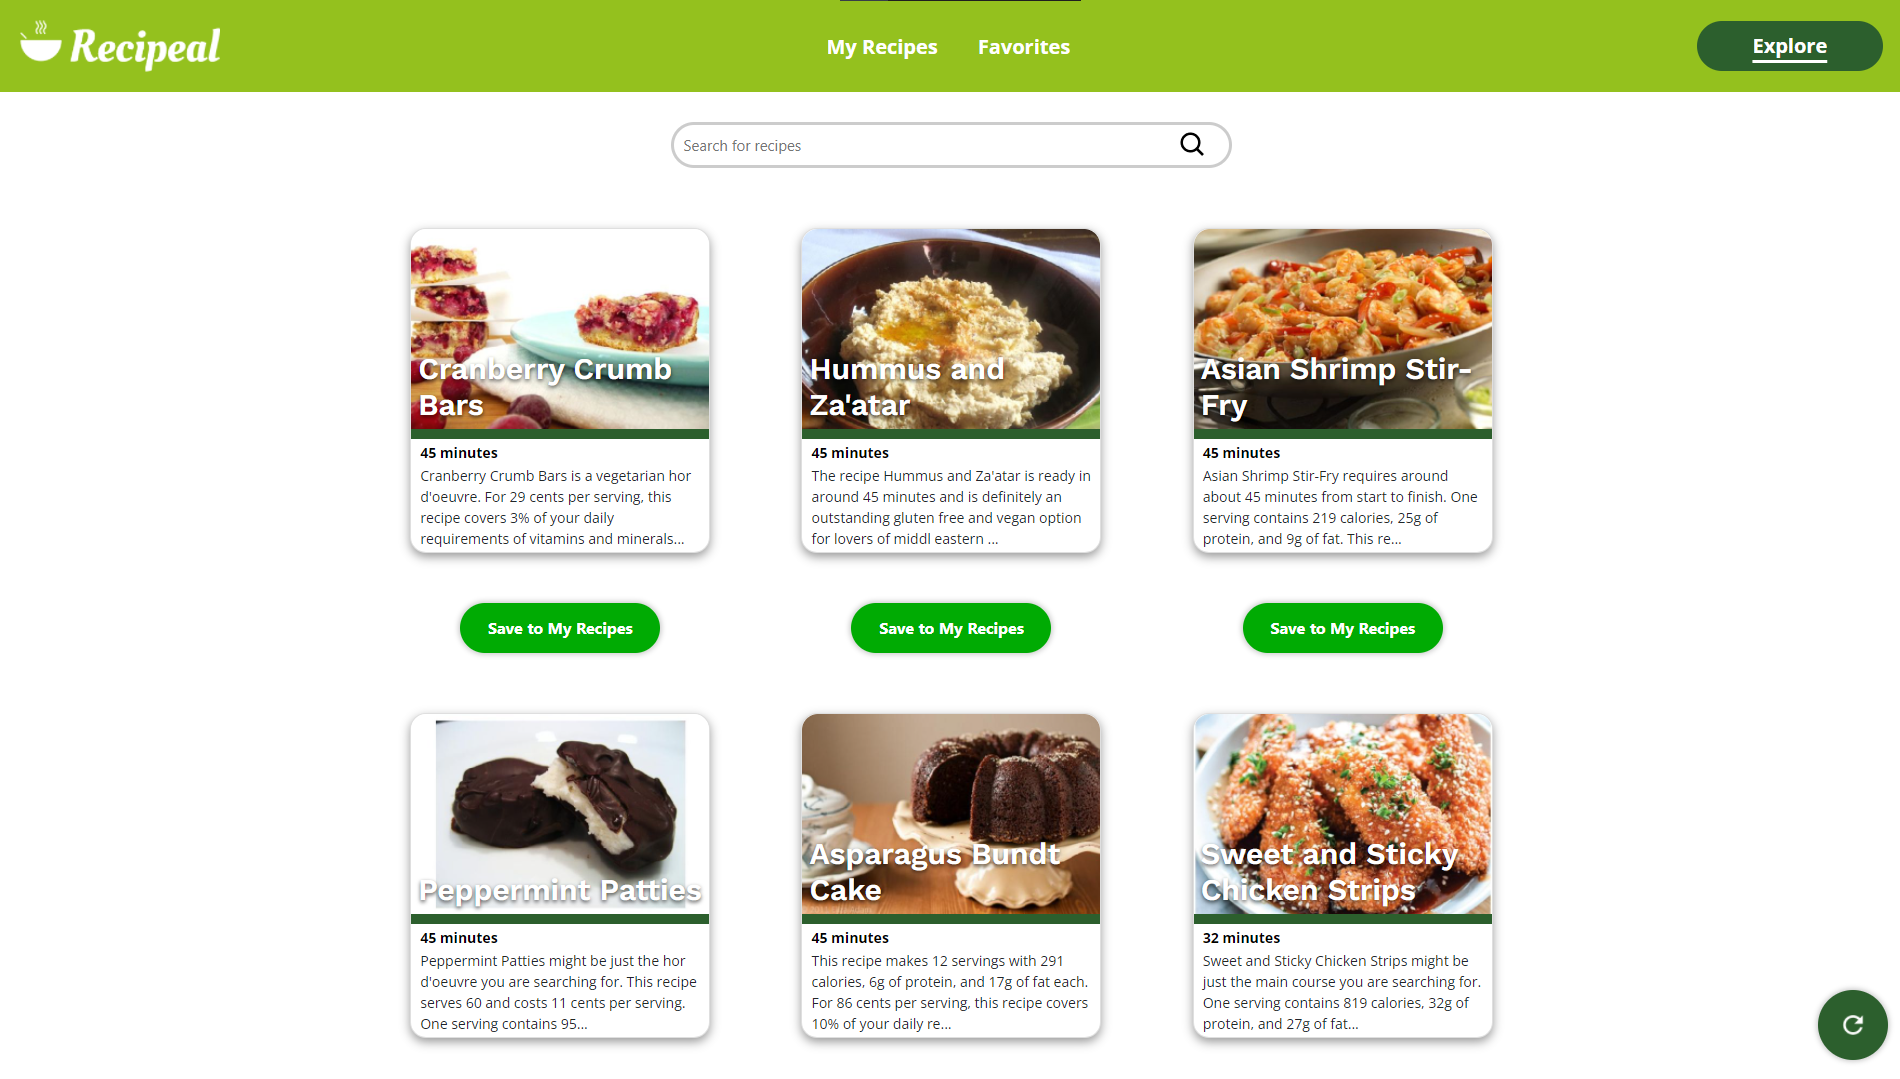 Recipeal
My Recipes
Favorites
Explore
Search for recipes
Cranberry Crumb
Bars
45 minutes
Cranberry Crumb Bars is a vegetarian hor
d'oeuvre. For 29 cents per serving, this
recipe covers 3% of your daily
requirements of vitamins and minerals...
Save to My Recipes
Hummus and
Za'atar
45 minutes
The recipe Hummus and Za'atar is ready in
around 45 minutes and is definitely an
outstanding gluten free and vegan option
for lovers of middl eastern ...
Save to My Recipes
Asian Shrimp Stir-
Fry
45 minutes
Asian Shrimp Stir-Fry requires around
about 45 minutes from start to finish. One
serving contains 219 calories, 25g of
protein, and 9g of fat. This re...
Save to My Recipes
Peppermint Patties
45 minutes
Peppermint Patties might be just the hor
d'oeuvre you are searching for. This recipe
serves 60 and costs 11 cents per serving.
One serving contains 95...
Asparagus Bundt
Cake
45 minutes
This recipe makes 12 servings with 291
calories, 6g of protein, and 17g of fat each.
For 86 cents per serving, this recipe covers
10% of your daily re...
Sweet and Sticky
Chicken Strips
32 minutes
Sweet and Sticky Chicken Strips might be
just the main course you are searching for.
One serving contains 819 calories, 32g of
protein, and 27g of fat...